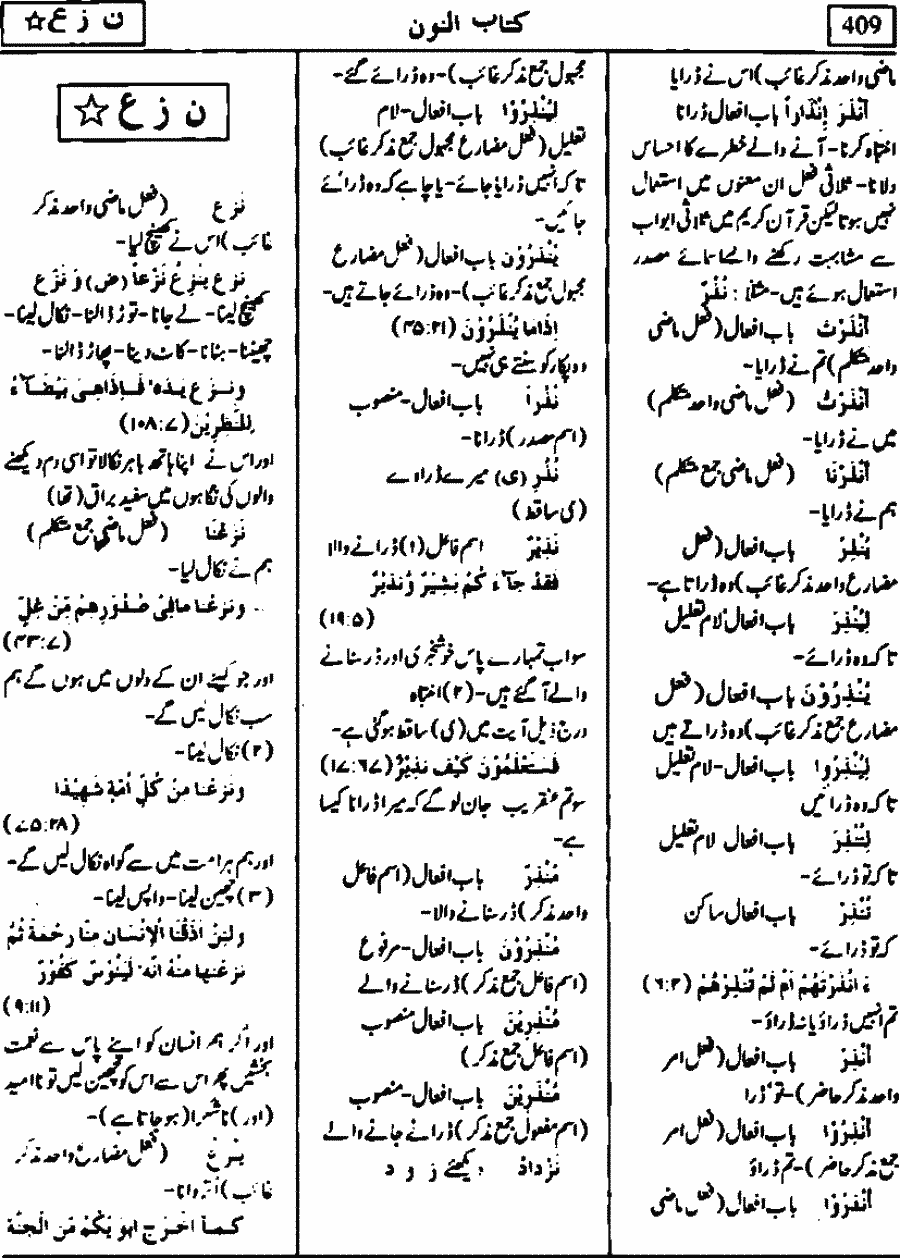 409
کتاب النون
ن ز ع ☆
ماضی واحد مذکر غائب) اس نے ڈرایا
أَنْذَرَ إِنْذَاراً باب افعال ڈرانا
انتباہ کرنا- آنے والے خطرے کا احساس
دلانا- ثلاثی فعل ان معنوں میں استعمال
نہیں ہوتا لیکن قرآن کریم میں ثلاثی ابواب
سے مشابہت رکھنے والے اسمائے مصدر
استعمال ہوئے ہیں- مثلاً: نُذُرٌ
أَنْذَرْتَ باب افعال (فعل ماضی
واحد متکلم) تم نے ڈرایا-
أَنْذَرْتُ (فعل ماضی واحد متکلم)
میں نے ڈرایا-
أَنْذَرْنَا (فعل ماضی جمع متکلم)
ہم نے ڈرایا-
يُنْذِرُ باب افعال (فعل
مضارع واحد مذکر غائب) وہ ڈراتا ہے-
لِيُنْذِرَ باب افعال لام تعلیل
تاکہ وہ ڈرائے-
يُنْذِرُوْنَ باب افعال (فعل
مضارع جمع مذکر غائب) وہ ڈراتے ہیں
لِيُنْذِرُوا باب افعال- لام تعلیل
تاکہ وہ ڈرائیں
لِتُنْذِرَ باب افعال لام تعلیل
تاکہ تو ڈرائے-
تُنْذِرْ باب افعال ساکن
کہ تو ڈرائے-
ءَ اَنْذَرْتَهُمْ اَمْ لَمْ تُنْذِرْهُمْ (۶:۲)
تم انہیں ڈراؤ یا نہ ڈراؤ-
أَنْذِرْ باب افعال (فعل امر
واحد مذکر حاضر)- تو ڈرا
أَنْذِرُوْا باب افعال (فعل امر
جمع مذکر حاضر)- تم ڈراؤ
أُنْذِرُوْا باب افعال (فعل ماضی
مجہول جمع مذکر غائب)- وہ ڈرائے گئے-
لِيُنْذَرُوْا باب افعال- لام
تعلیل (فعل مضارع مجہول جمع مذکر غائب)
تاکہ انہیں ڈرایا جائے- یا چاہیے کہ وہ ڈرائے
جائیں-
يُنْذَرُوْنَ باب افعال (فعل مضارع
مجہول جمع مذکر غائب)- وہ ڈرائے جاتے ہیں-
اِذَا مَا يُنْذَرُوْنَ (۴۵:۲۱)
وہ پکار کو سنتے ہی نہیں-
نُذْراً باب افعال- منصوب
(اسم مصدر) ڈرانا-
نُذُرِ (ی) میرے ڈراوے
(ی ساقط)
نَذِيْرٌ اسم فاعل (۱) ڈرانے والا
فَقَدْ جَآءَ كُمْ بَشِيْرٌ وَّنَذِيْرٌ
(۱۹:۵)
سو اب تمہارے پاس خوشخبری اور ڈر سنانے
والے آگئے ہیں- (۲) انتباہ
درج ذیل آیت میں (ی) ساقط ہوگئی ہے-
فَسَتَعْلَمُوْنَ كَيْفَ نَذِيْرٌ (۱۷:۶۷)
سو تم عنقریب جان لو گے کہ میرا ڈرانا کیسا
ہے-
مُنْذِرٌ باب افعال (اسم فاعل
واحد مذکر) ڈر سنانے والا-
مُنْذِرُوْنَ باب افعال- مرفوع
(اسم فاعل جمع مذکر) ڈر سنانے والے
مُنْذِرِيْنَ باب افعال منصوب
(اسم فاعل جمع مذکر)
مُنْذَرِيْنَ باب افعال- منصوب
(اسم مفعول جمع مذکر) ڈرائے جانے والے
نَزْدَادُ دیکھئے ز و د
ن ز ع ☆
نَزَعَ (فعل ماضی واحد مذکر
غائب) اس نے کھینچ لیا-
نَزَعَ يَنْزِعُ نَزْعاً (ض) وَ نَزَعَ
کھینچ لینا- لے جانا- توڑ ڈالنا- نکال لینا-
چھیننا- ہٹانا- کاٹ دینا- پھاڑ ڈالنا-
وَنَزَعَ يَدَهٗ فَاِذَاهِیَ بَيْضَآءُ
لِلنّٰظِرِيْنَ (۱۰۸:۷)
اور اس نے اپنا ہاتھ باہر نکالا تو اسی دم دیکھنے
والوں کی نگاہوں میں سفید براق (تھا)
نَزَعْنَا (فعل ماضی جمع متکلم)
ہم نے نکال لیا-
وَنَزَعْنَا مَافِیْ صُدُوْرِهِمْ مِّنْ غِلٍّ
(۴۳:۷)
اور جو کینے ان کے دلوں میں ہوں گے ہم
سب نکال لیں گے-
(۲) نکال لینا-
وَنَزَعْنَا مِنْ كُلِّ اُمَّةٍ شَهِيْدًا
(۷۵:۲۸)
اور ہم ہر امت میں سے گواہ نکال لیں گے-
(۳) چھین لینا- واپس لینا-
وَلَئِنْ اَذَقْنَا الْاِنْسَانَ مِنَّا رَحْمَةً ثُمَّ
نَزَعْنٰهَا مِنْهُ اِنَّهٗ لَيَئُوْسٌ كَفُوْرٌ
(۹:۱۱)
اور اگر ہم انسان کو اپنے پاس سے نعمت
بخشیں پھر اس سے اس کو چھین لیں تو ناامید
(اور) ناشکرا (ہو جاتا ہے)-
يَنْزِعُ (فعل مضارع واحد مذکر
غائب) اُتروانا-
كَمَآ اَخْرَجَ اَبَوَيْكُمْ مِّنَ الْجَنَّةِ